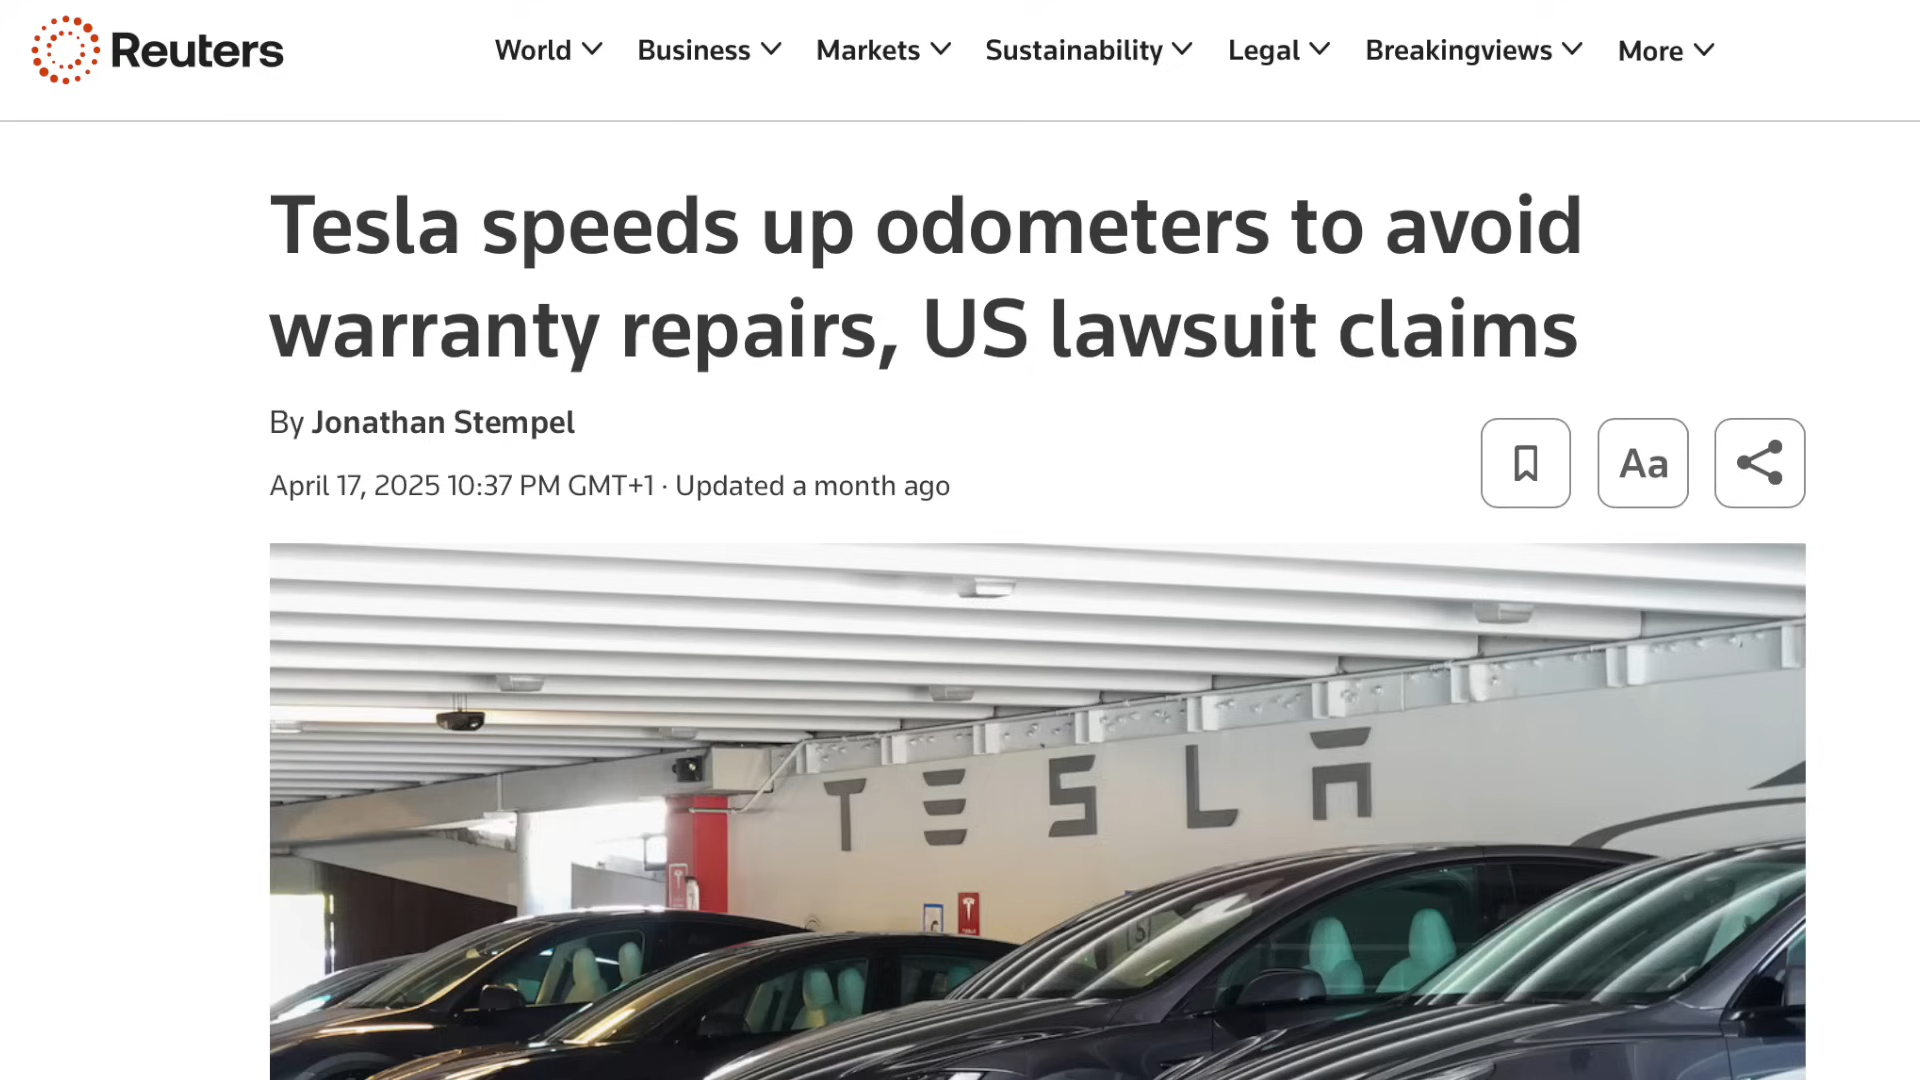 Reuters
World Business Markets Sustainability Legal Breakingviews More
Tesla speeds up odometers to avoid
warranty repairs, US lawsuit claims
By Jonathan Stempel
April 17, 2025 10:37 PM GMT+1 · Updated a month ago
Aa
TESLA